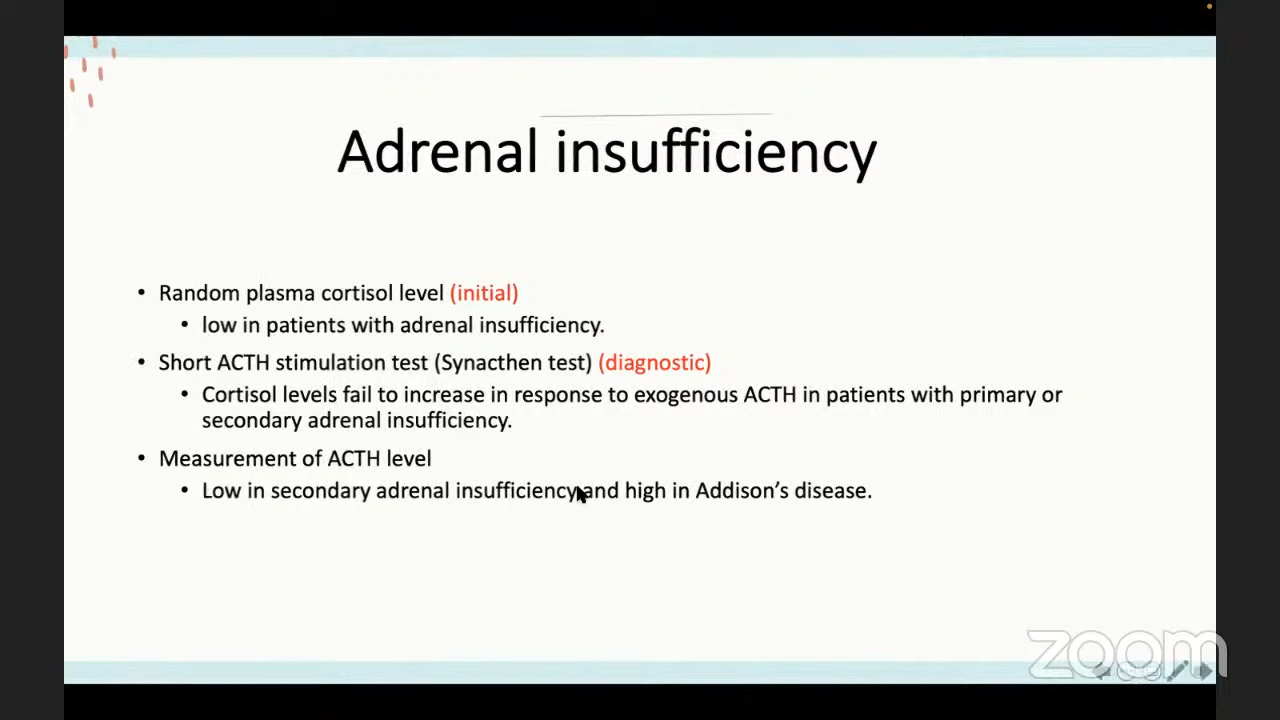 Adrenal insufficiency
• Random plasma cortisol level (initial)
• low in patients with adrenal insufficiency.
• Short ACTH stimulation test (Synacthen test) (diagnostic)
• Cortisol levels fail to increase in response to exogenous ACTH in patients with primary or
secondary adrenal insufficiency.
• Measurement of ACTH level
• Low in secondary adrenal insufficiency and high in Addison’s disease.
zoom